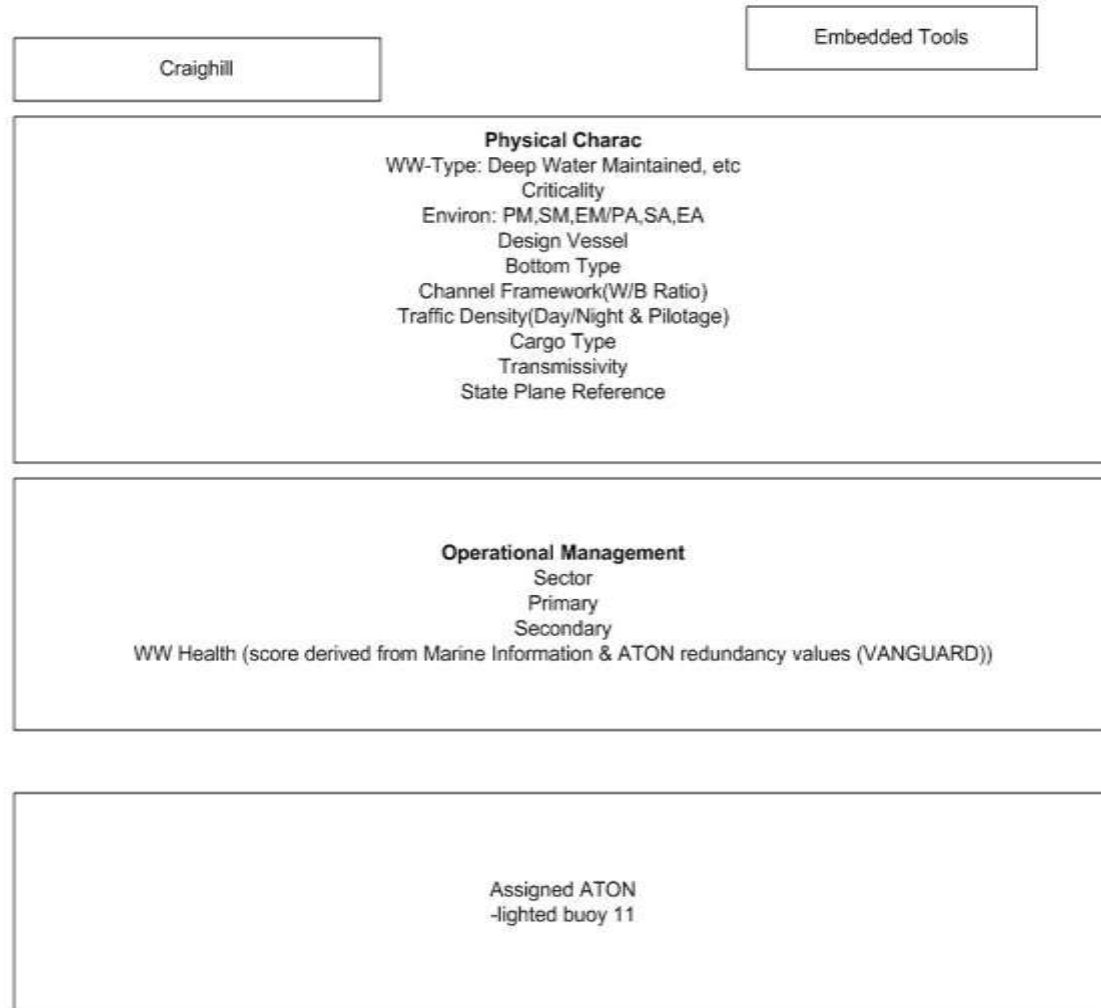 Craighill
Embedded Tools
Physical Charac
WW-Type: Deep Water Maintained, etc
Criticality
Environ: PM,SM,EM/PA,SA,EA
Design Vessel
Bottom Type
Channel Framework(W/B Ratio)
Traffic Density(Day/Night & Pilotage)
Cargo Type
Transmissivity
State Plane Reference
Operational Management
Sector
Primary
Secondary
WW Health (score derived from Marine Information & ATON redundancy values (VANGUARD))
Assigned ATON
-lighted buoy 11